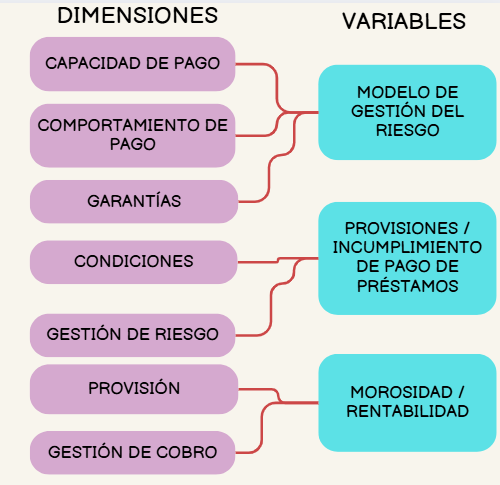 DIMENSIONES
VARIABLES
CAPACIDAD DE PAGO
COMPORTAMIENTO DE
PAGO
GARANTÍAS
MODELO DE
GESTIÓN DEL
RIESGO
CONDICIONES
GESTIÓN DE RIESGO
PROVISIONES /
INCUMPLIMIENTO
DE PAGO DE
PRÉSTAMOS
PROVISIÓN
GESTIÓN DE COBRO
MOROSIDAD /
RENTABILIDAD